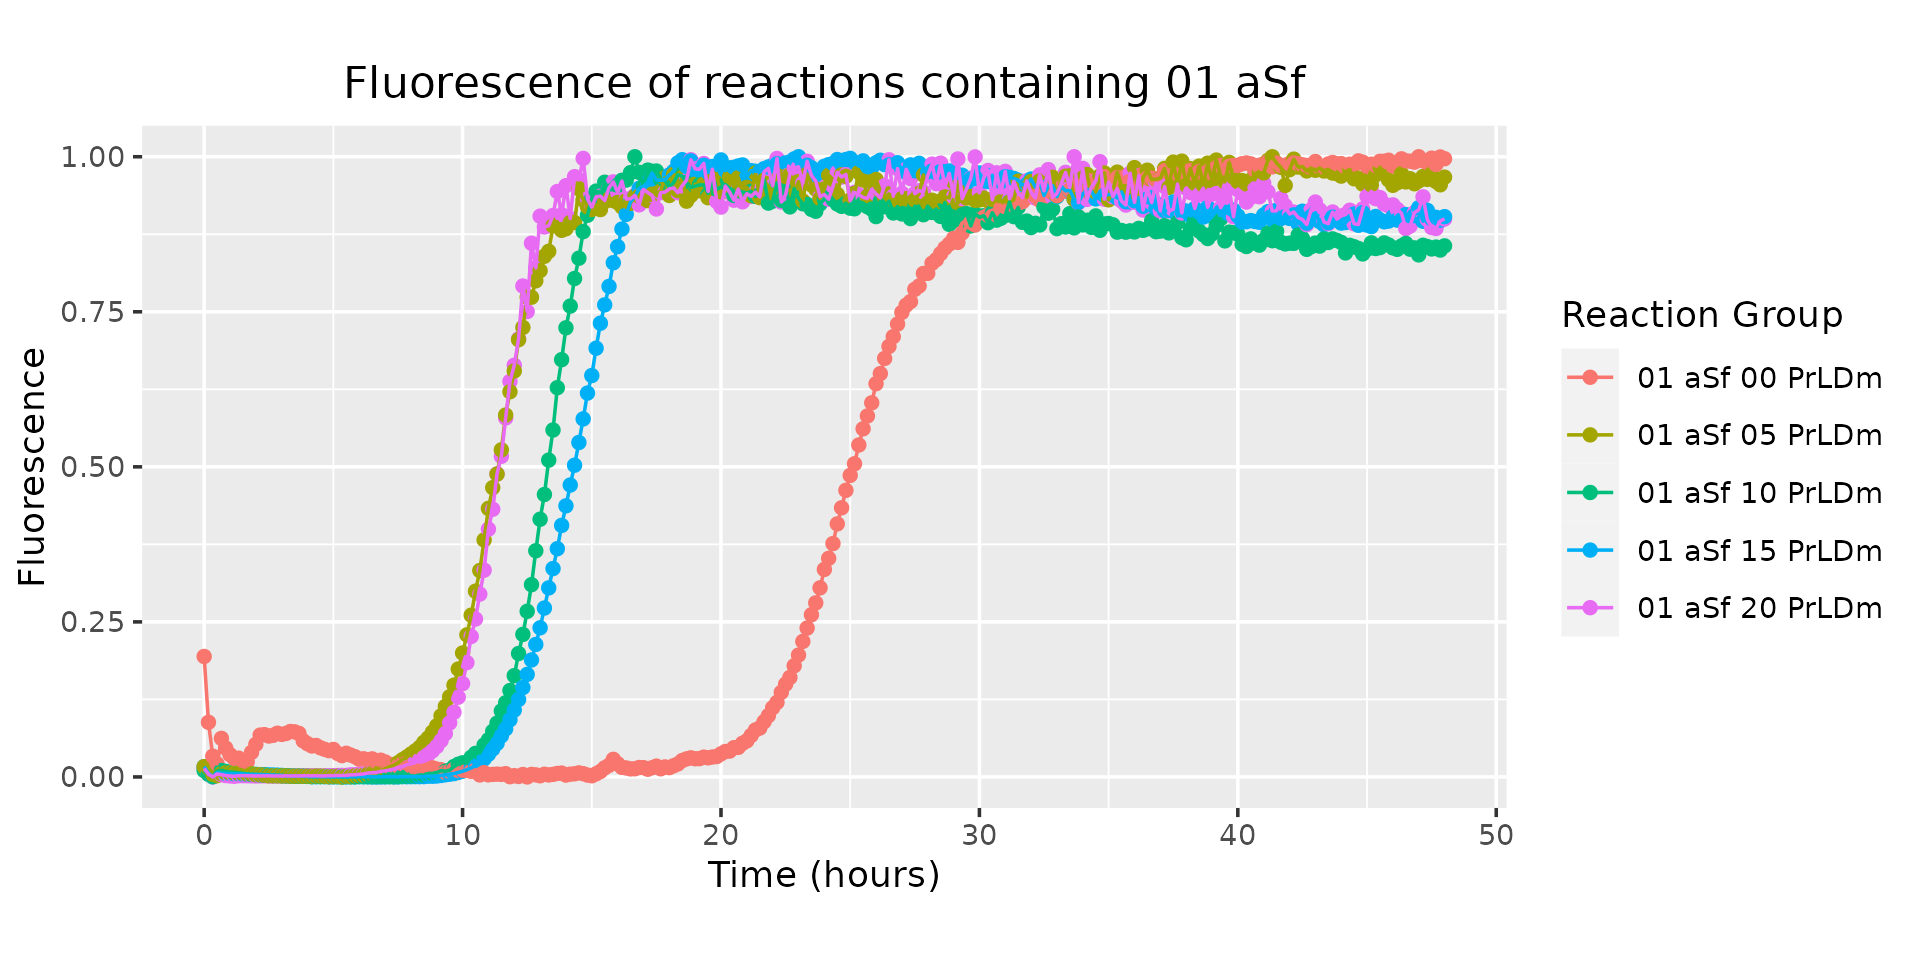 Fluorescence of reactions containing 01 aSf
1.00
0.75
0.50
0.25
0.00
Fluorescence
0 10 20 30 40 50
Time (hours)
Reaction Group
01 aSf 00 PrLDm
01 aSf 05 PrLDm
01 aSf 10 PrLDm
01 aSf 15 PrLDm
01 aSf 20 PrLDm